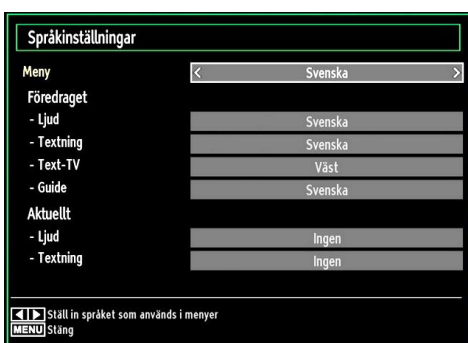 Språkinställningar
Meny < Svenska >
Föredraget
- Ljud Svenska
- Textning Svenska
- Text-TV Väst
- Guide Svenska
Aktuellt
- Ljud Ingen
- Textning Ingen
Ställ in språket som används i menyer
MENU Stäng